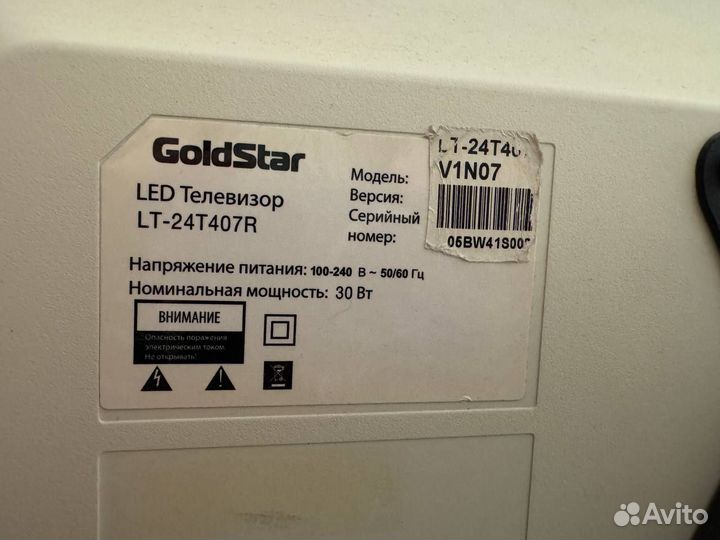 GoldStar
LED Телевизор
LT-24T407R
Модель:
Версия:
Серийный
номер:
V1N07
Напряжение питания: 100-240 В ~ 50/60 Гц
Номинальная мощность: 30 Вт
ВНИМАНИЕ
Опасность поражения
электрическим током.
Не открывать!
Avito